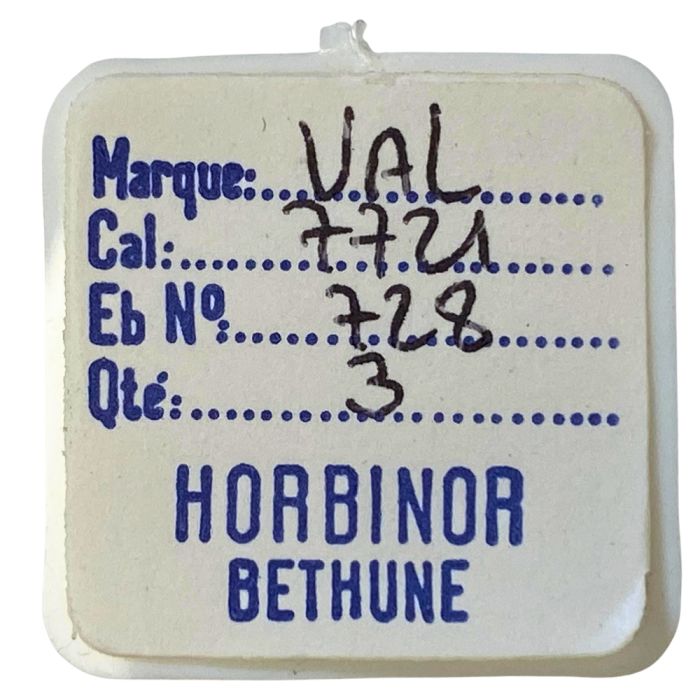 Marque: VAL
Cal: 7721
Eb Nº: 728
Qté: 3
HORBINOR
BETHUNE